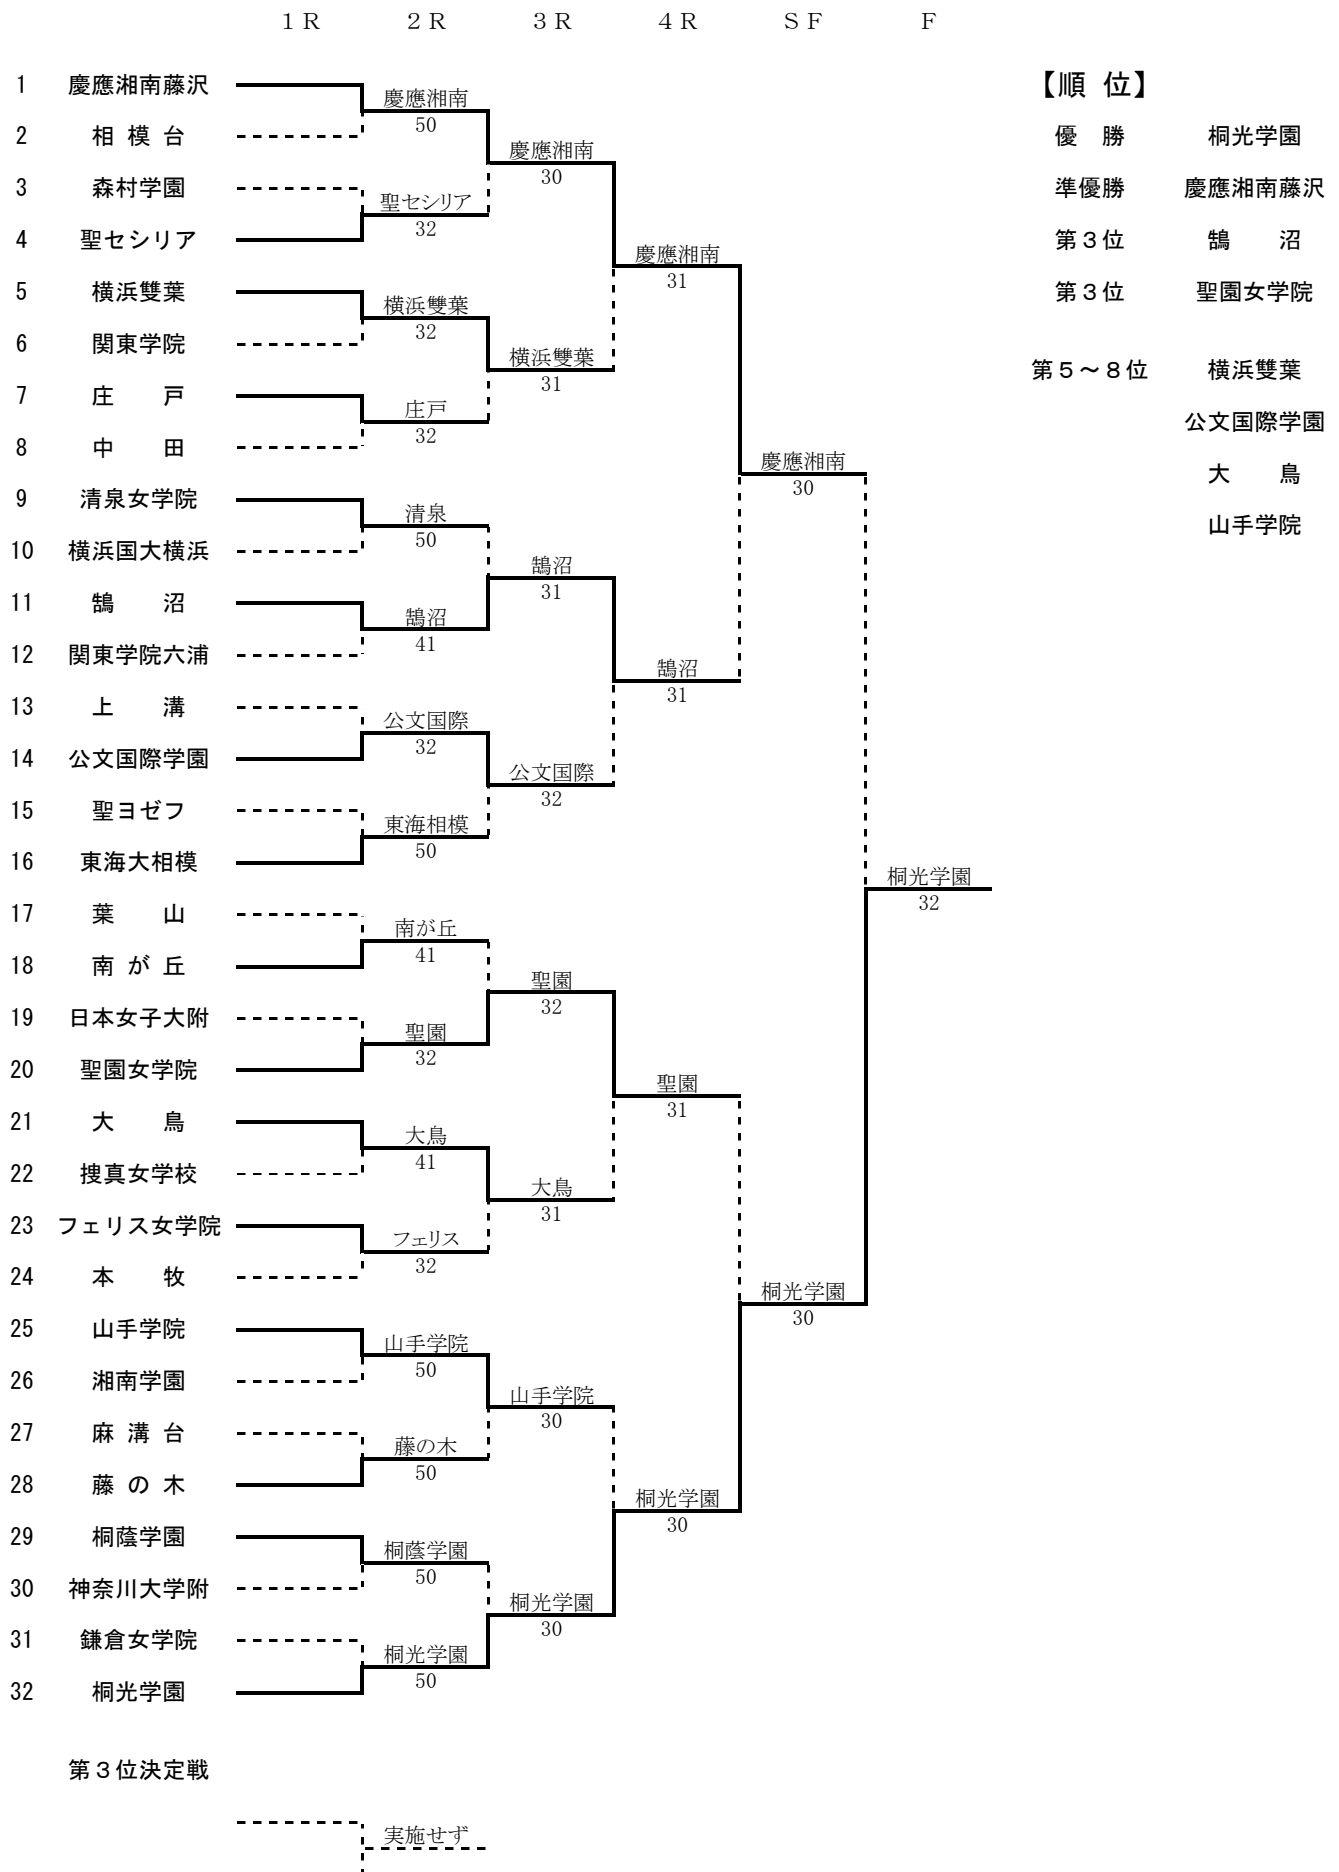 １Ｒ ２Ｒ ３Ｒ ４Ｒ ＳＦ Ｆ
1 慶應湘南藤沢 【順 位】
慶應湘南
50
2 相 模 台 優 勝 桐光学園
慶應湘南
30
3 森村学園 準優勝 慶應湘南藤沢
聖セシリア
32
4 聖セシリア 第３位 鵠 沼
慶應湘南
31
5 横浜雙葉 第３位 聖園女学院
横浜雙葉
32
6 関東学院
横浜雙葉 第５～８位 横浜雙葉
31
7 庄 戸
庄戸 公文国際学園
32
8 中 田
慶應湘南 大 鳥
30
9 清泉女学院
清泉 山手学院
50
10 横浜国大横浜
鵠沼
31
11 鵠 沼
鵠沼
41
12 関東学院六浦
鵠沼
31
13 上 溝
公文国際
32
14 公文国際学園
公文国際
32
15 聖ヨゼフ
東海相模
50
16 東海大相模
桐光学園
32
17 葉 山
南が丘
41
18 南 が 丘
聖園
32
19 日本女子大附
聖園
32
20 聖園女学院
聖園
31
21 大 鳥
大鳥
41
22 捜真女学校
大鳥
31
23 フェリス女学院
フェリス
32
24 本 牧
桐光学園
30
25 山手学院
山手学院
50
26 湘南学園
山手学院
30
27 麻 溝 台
藤の木
50
28 藤 の 木
桐光学園
30
29 桐蔭学園
桐蔭学園
50
30 神奈川大学附
桐光学園
30
31 鎌倉女学院
桐光学園
50
32 桐光学園
第３位決定戦
実施せず